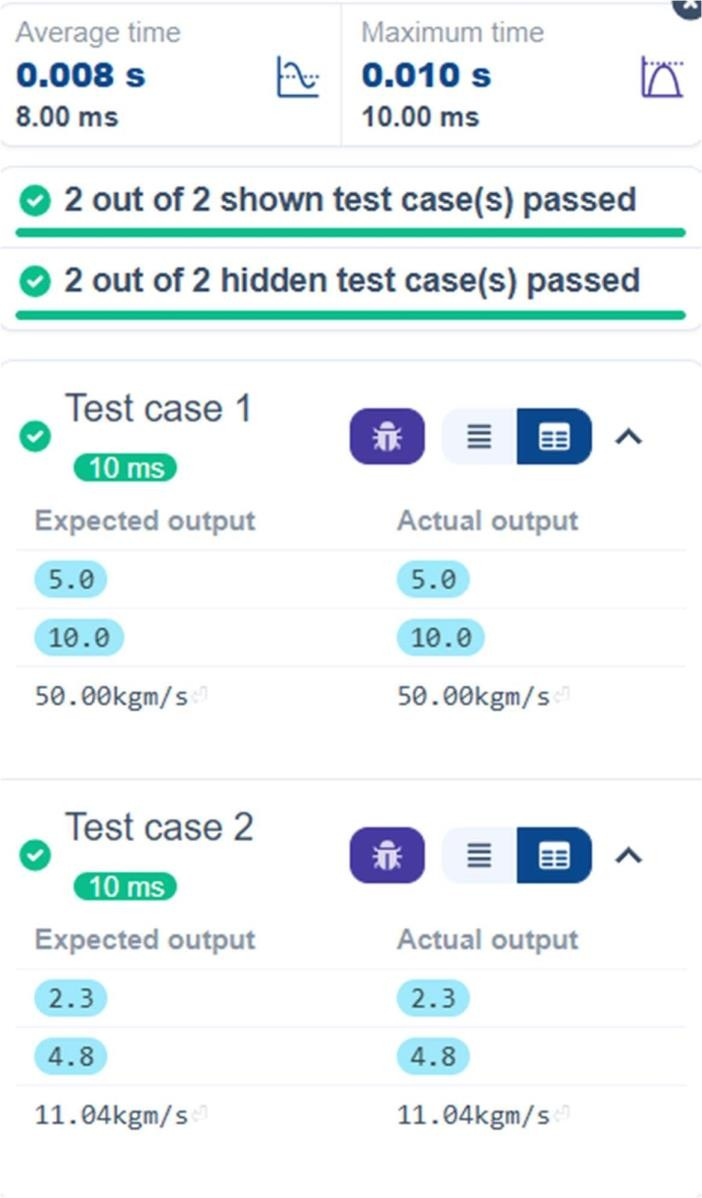 Average time Maximum time
0.008 s 0.010 s
8.00 ms 10.00 ms
2 out of 2 shown test case(s) passed
2 out of 2 hidden test case(s) passed
Test case 1
10 ms
Expected output Actual output
5.0 5.0
10.0 10.0
50.00kgm/s⏎ 50.00kgm/s⏎
Test case 2
10 ms
Expected output Actual output
2.3 2.3
4.8 4.8
11.04kgm/s⏎ 11.04kgm/s⏎